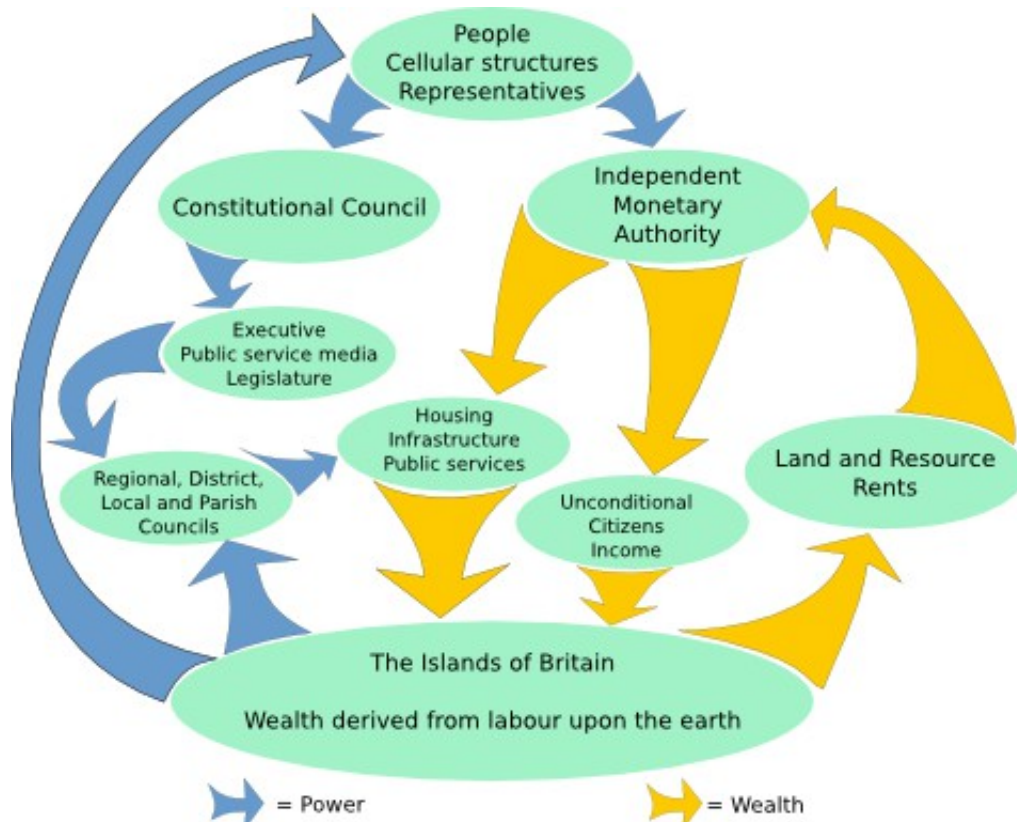 People
Cellular structures
Representatives
Constitutional Council
Independent
Monetary
Authority
Executive
Public service media
Legislature
Housing
Infrastructure
Public services
Regional, District,
Local and Parish
Councils
Unconditional
Citizens
Income
Land and Resource
Rents
The Islands of Britain
Wealth derived from labour upon the earth
= Power
= Wealth